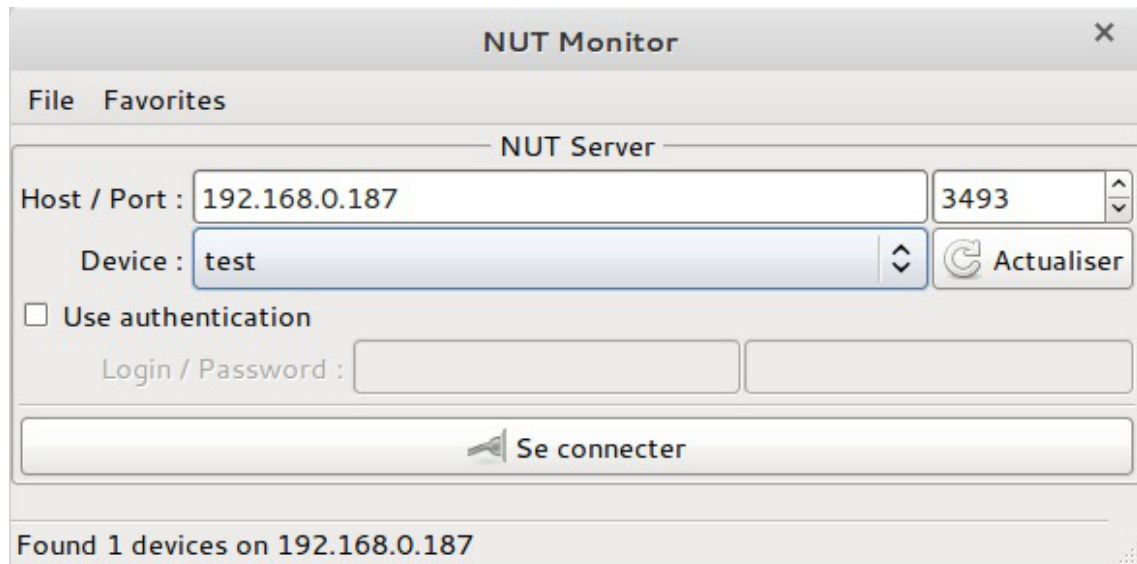 NUT Monitor
File Favorites
NUT Server
Host / Port : 192.168.0.187 3493
Device : test Actualiser
Use authentication
Login / Password :
Se connecter
Found 1 devices on 192.168.0.187